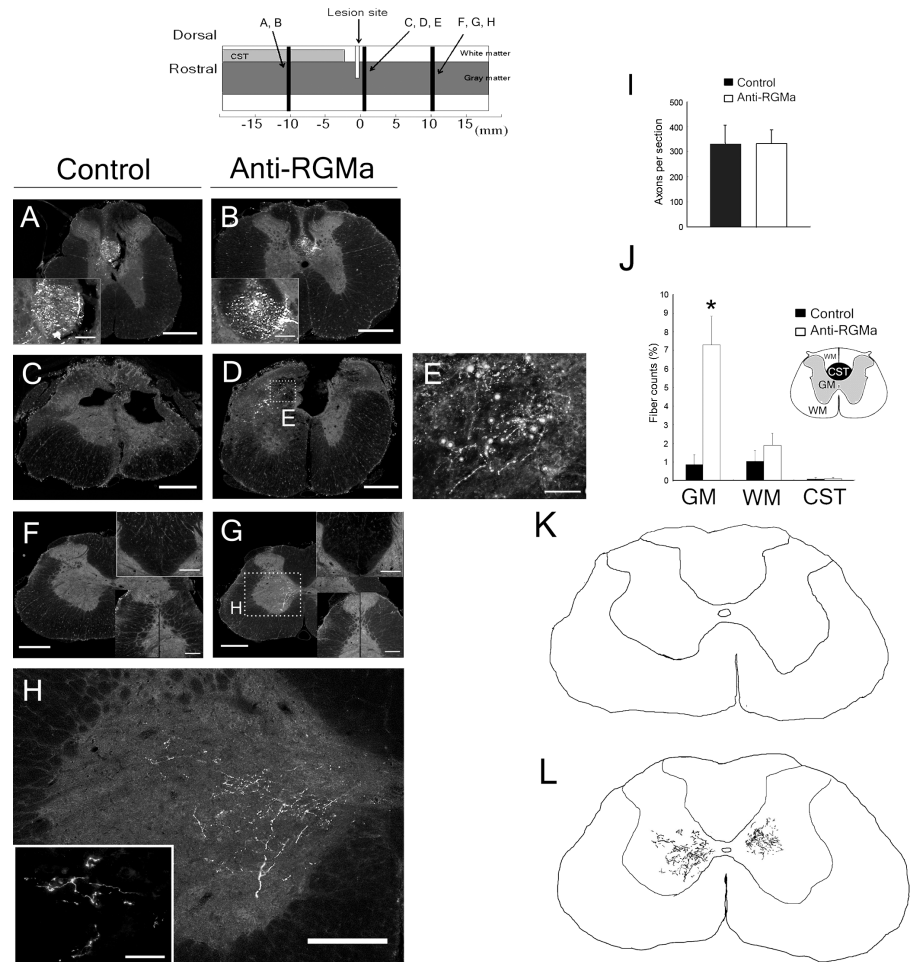 Lesion site
A, B
C, D, E
F, G, H
Dorsal
CST
White matter
Rostral
Gray matter
-15 -10 -5 0 5 10 15 (mm)
I
Control
Anti-RGMa
Axons per section
500
400
300
200
100
0
Control
Anti-RGMa
A
B
J
Control
Anti-RGMa
Fiber counts (%)
10
9
8
7
6
5
4
3
2
1
0
*
WM
CST
GM
WM
GM WM CST
C
D
E
E
F
G
H
K
H
L